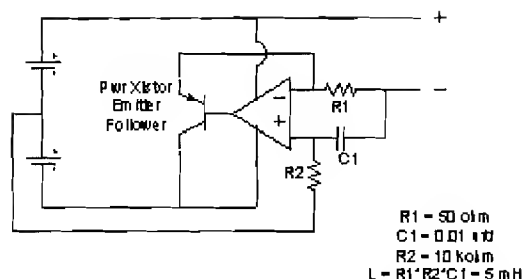 +
Pwr Xistor
Emitter
Follower
−
+
−
R1
C1
R2
R1 = 50 ohm
C1 = 0.01 ufd
R2 = 10 kohm
L = R1*R2*C1 = 5 mH